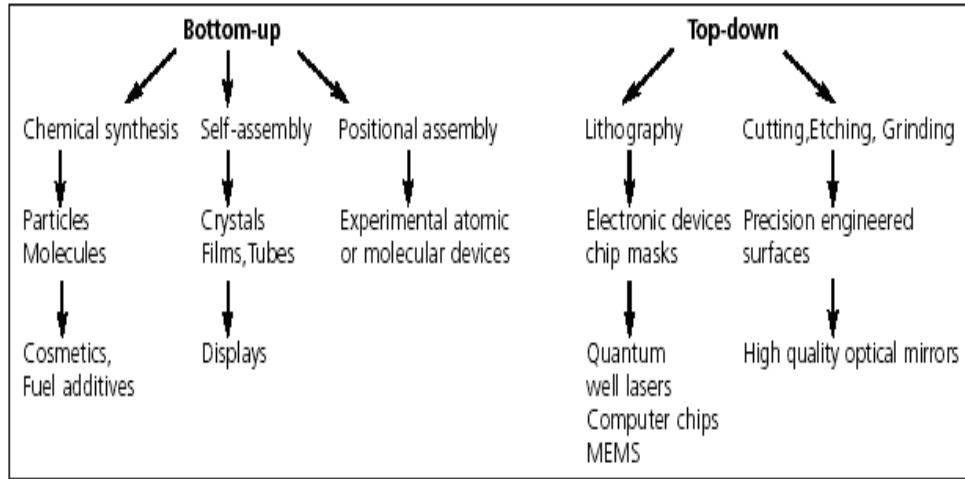 Bottom-up
Top-down
Chemical synthesis
Self-assembly
Positional assembly
Lithography
Cutting,Etching, Grinding
Particles
Molecules
Crystals
Films,Tubes
Experimental atomic
or molecular devices
Electronic devices
chip masks
Precision engineered
surfaces
Cosmetics,
Fuel additives
Displays
Quantum
well lasers
Computer chips
MEMS
High quality optical mirrors